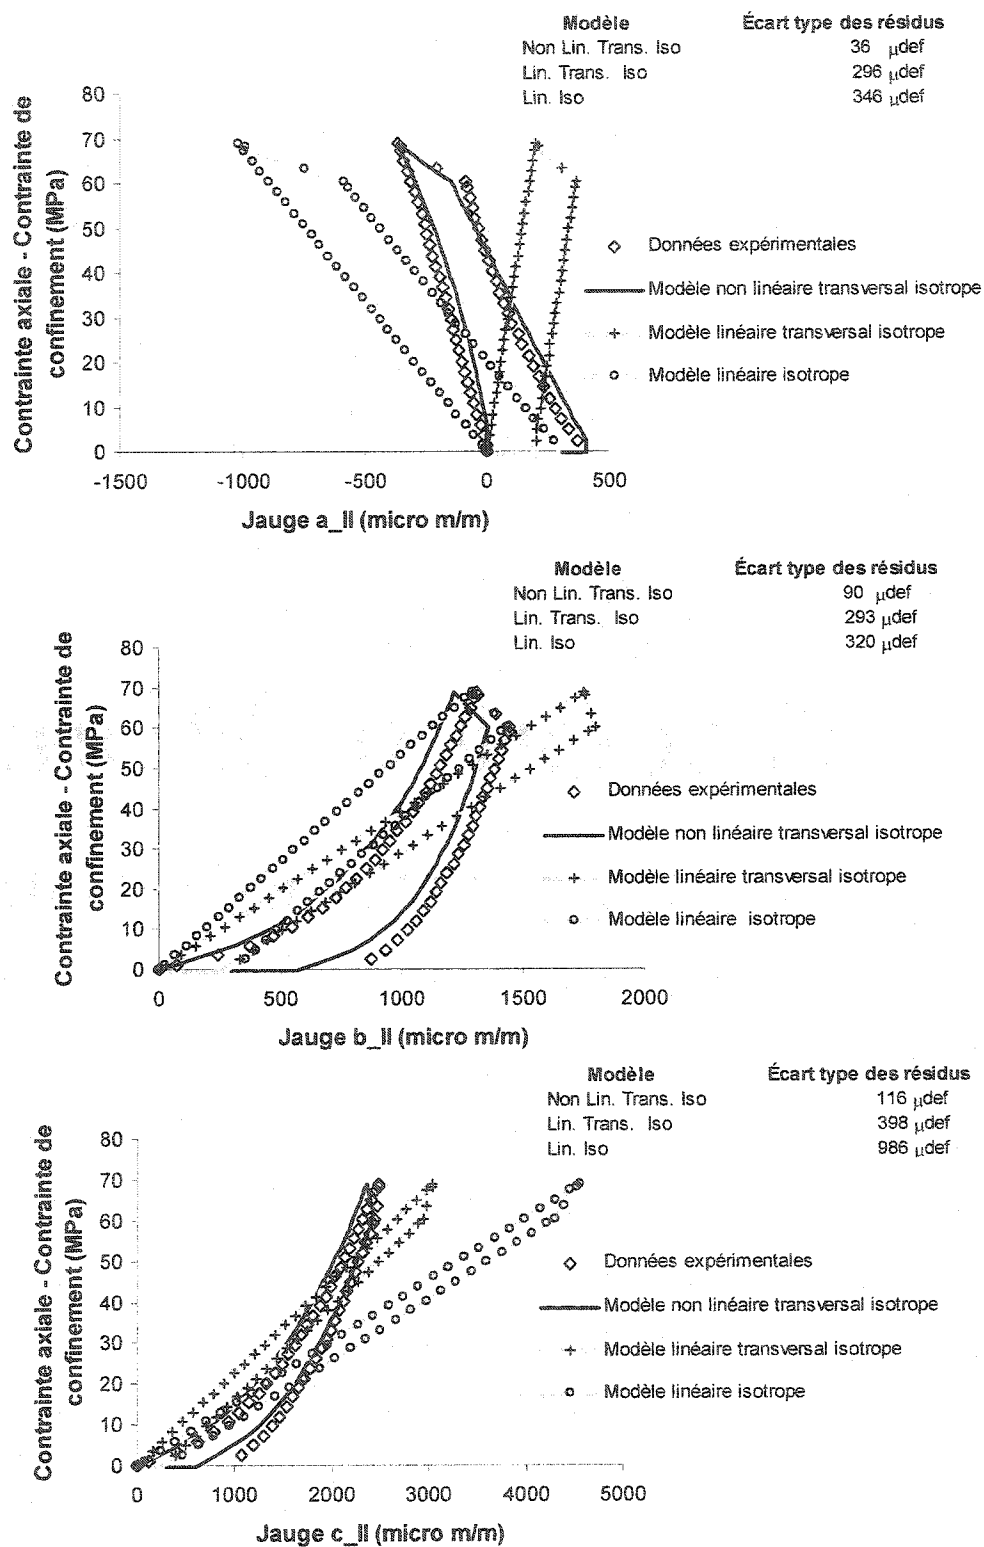 Modèle Écart type des résidus
Non Lin. Trans. Iso 36 µdef
Lin. Trans. Iso 296 µdef
Lin. Iso 346 µdef
Contrainte axiale - Contrainte de
confinement (MPa)
80
70
60
50
40
30
20
10
0
-1500 -1000 -500 0 500
Jauge a_II (micro m/m)
Données expérimentales
Modèle non linéaire transversal isotrope
Modèle linéaire transversal isotrope
Modèle linéaire isotrope
Modèle Écart type des résidus
Non Lin. Trans. Iso 90 µdef
Lin. Trans. Iso 293 µdef
Lin. Iso 320 µdef
Contrainte axiale - Contrainte de
confinement (MPa)
80
70
60
50
40
30
20
10
0
0 500 1000 1500 2000
Jauge b_II (micro m/m)
Données expérimentales
Modèle non linéaire transversal isotrope
Modèle linéaire transversal isotrope
Modèle linéaire isotrope
Modèle Écart type des résidus
Non Lin. Trans. Iso 116 µdef
Lin. Trans. Iso 398 µdef
Lin. Iso 986 µdef
Contrainte axiale - Contrainte de
confinement (MPa)
80
70
60
50
40
30
20
10
0
0 1000 2000 3000 4000 5000
Jauge c_II (micro m/m)
Données expérimentales
Modèle non linéaire transversal isotrope
Modèle linéaire transversal isotrope
Modèle linéaire isotrope